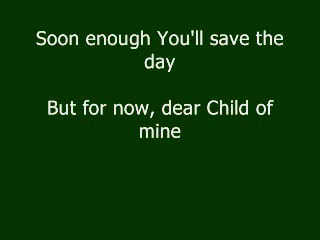 Soon enough You'll save the
day
But for now, dear Child of
mine